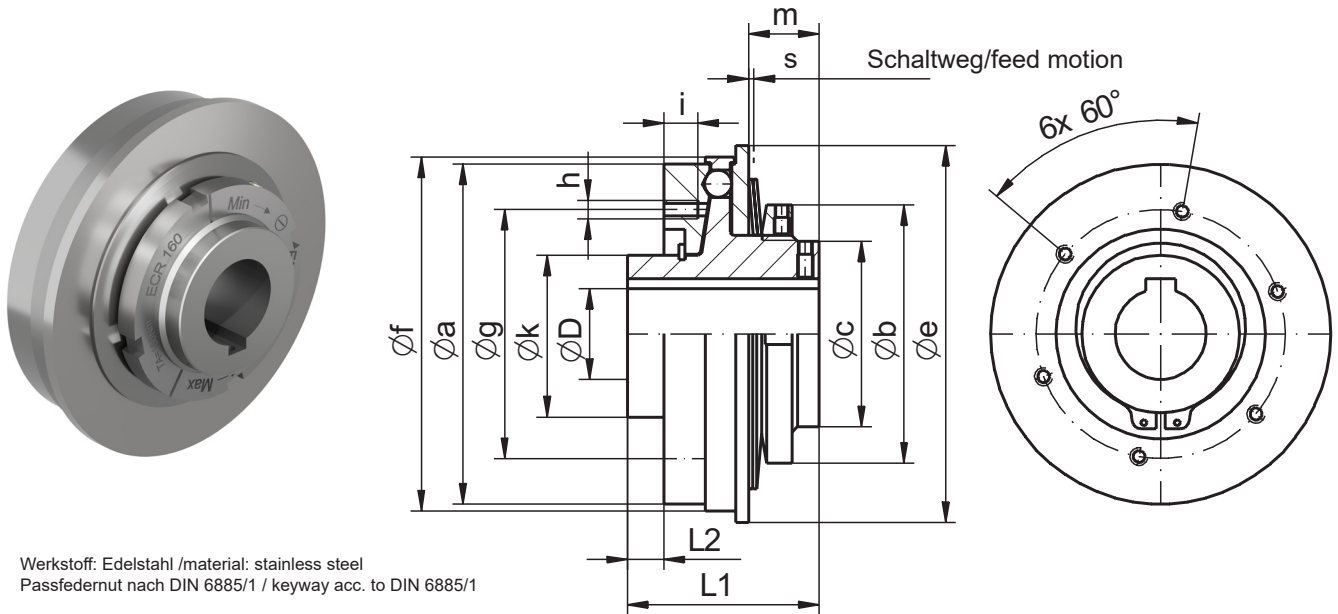 m
s
Schaltweg/feed motion
i
6x 60°
h
Min
ECR 160
Max
Øf
Øa
Øg
Øk
ØD
Øc
Øb
Øe
L2
L1
Werkstoff: Edelstahl /material: stainless steel
Passfedernut nach DIN 6885/1 / keyway acc. to DIN 6885/1